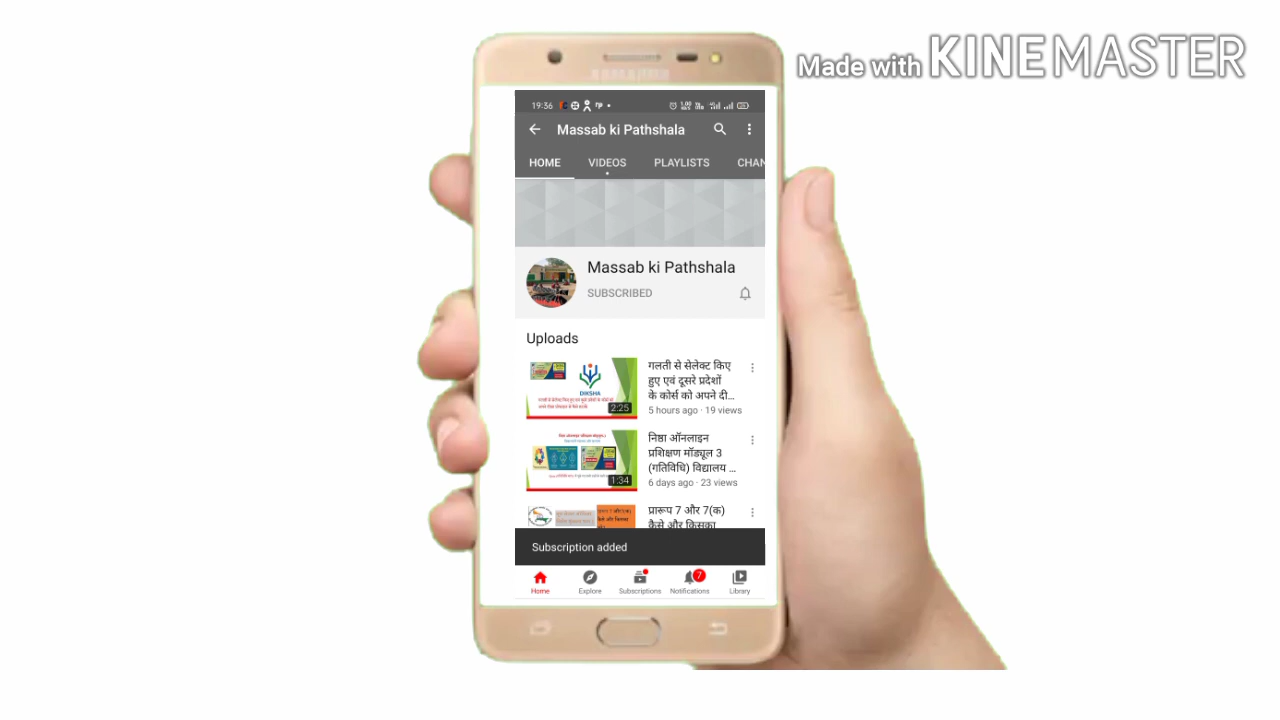 Made with KINEMASTER
SAMSUNG
19:36
Massab ki Pathshala
HOME VIDEOS PLAYLISTS CHAN
Massab ki Pathshala
SUBSCRIBED
Uploads
गलती से सेलेक्ट किए
हुए एवं दूसरे प्रदेशों
के कोर्स को अपने दी...
5 hours ago · 19 views
DIKSHA
2:25
निष्ठा ऑनलाइन
प्रशिक्षण मॉड्यूल 3
(गतिविधि) विद्यालय ...
6 days ago · 23 views
1:34
प्रारूप 7 और 7(क)
कैसे और किसका
Subscription added
7
Home Explore Subscriptions Notifications Library